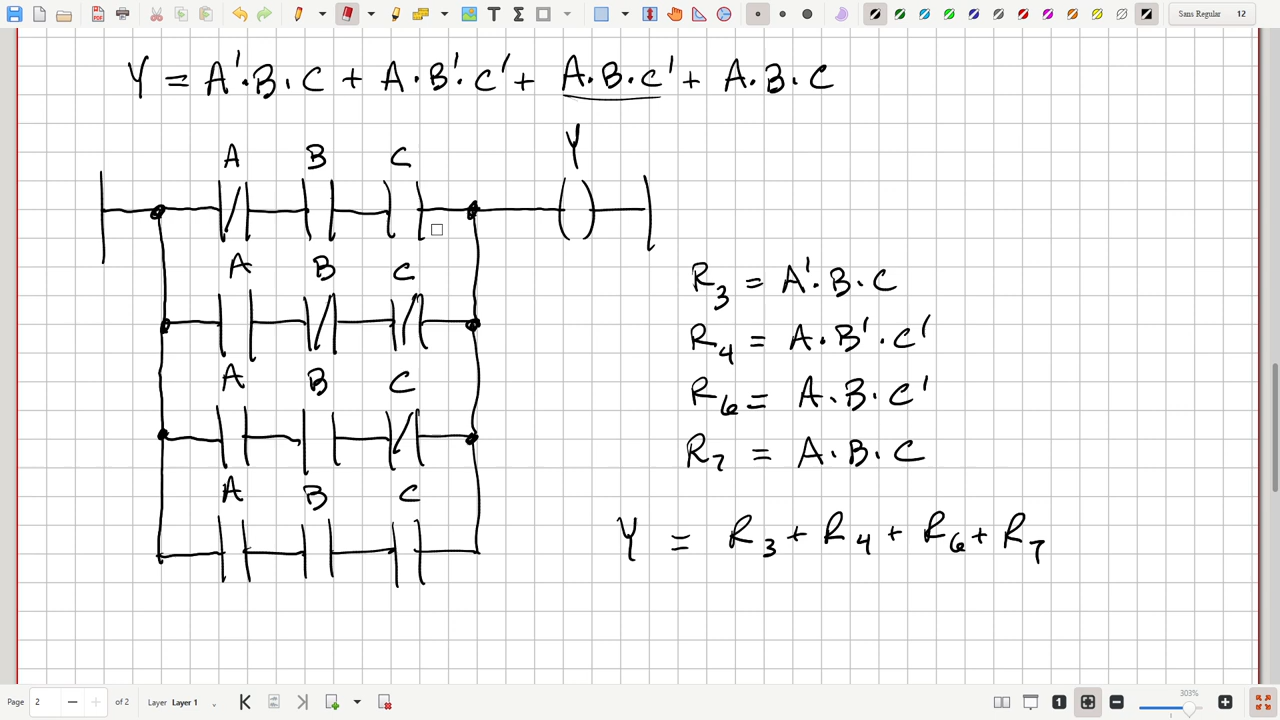 Sans Regular 12
Y = A'·B·C + A·B'·C' + A·B·C' + A·B·C
Y
A B C
A B C
A B C
A B C
R3 = A'·B·C
R4 = A·B'·C'
R6 = A·B·C'
R7 = A·B·C
Y = R3 + R4 + R6 + R7
Page 2 of 2 Layer Layer 1 303%